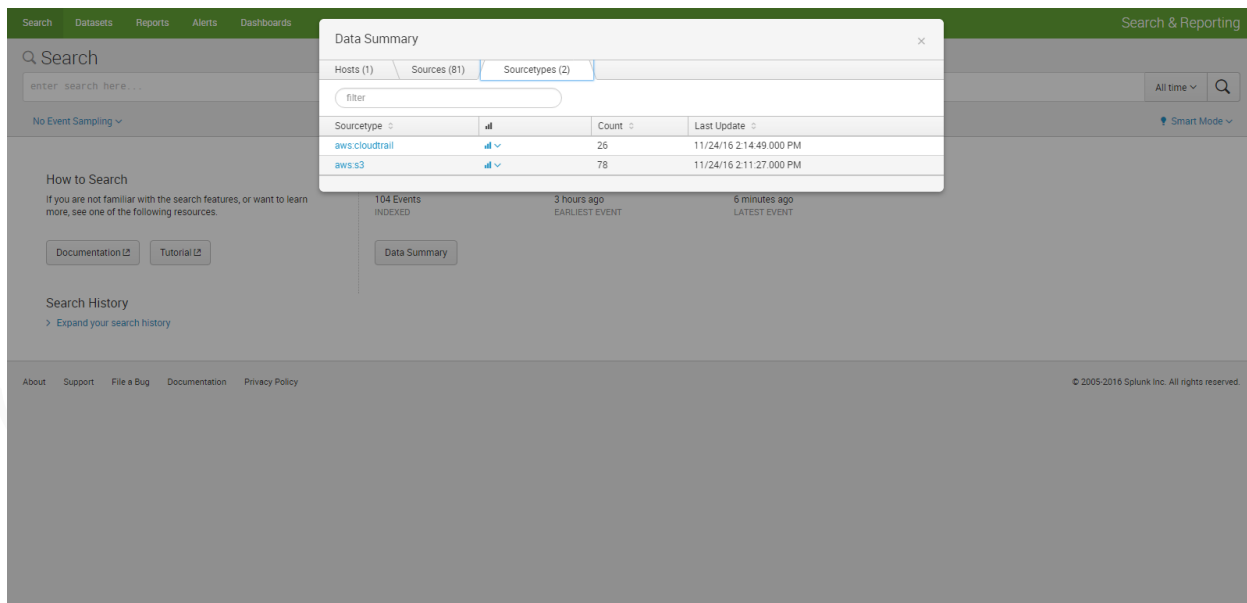 Search Datasets Reports Alerts Dashboards Search & Reporting
Data Summary
Search
Hosts (1) Sources (81) Sourcetypes (2)
enter search here... All time
filter
No Event Sampling Smart Mode
Sourcetype Count Last Update
aws:cloudtrail 26 11/24/16 2:14:49.000 PM
aws:s3 78 11/24/16 2:11:27.000 PM
How to Search
If you are not familiar with the search features, or want to learn
more, see one of the following resources.
104 Events 3 hours ago 6 minutes ago
INDEXED EARLIEST EVENT LATEST EVENT
Documentation Tutorial Data Summary
Search History
Expand your search history
About Support File a Bug Documentation Privacy Policy © 2005-2016 Splunk Inc. All rights reserved.